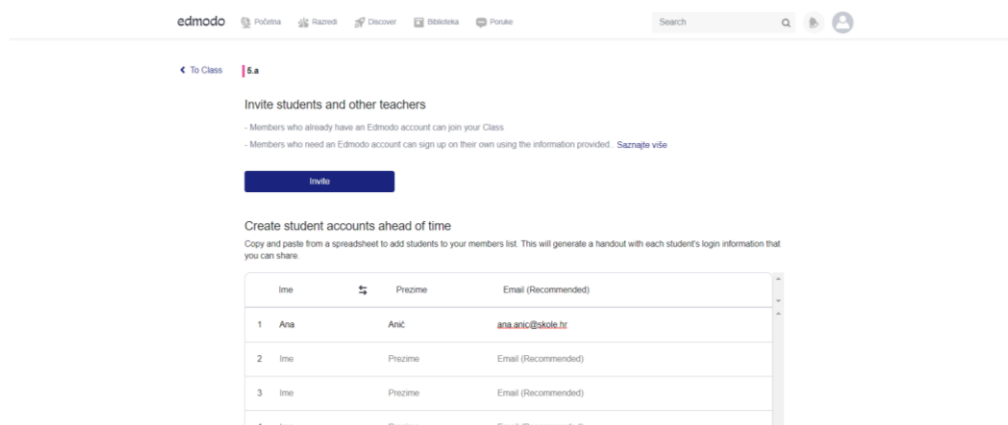 edmodo Početna Razredi Discover Biblioteka Poruke Search
To Class 5.a
Invite students and other teachers
- Members who already have an Edmodo account can join your Class
- Members who need an Edmodo account can sign up on their own using the information provided.. Saznajte više
Invite
Create student accounts ahead of time
Copy and paste from a spreadsheet to add students to your members list. This will generate a handout with each student's login information that
you can share.
Ime Prezime Email (Recommended)
1 Ana Anić ana.anic@skole.hr
2 Ime Prezime Email (Recommended)
3 Ime Prezime Email (Recommended)